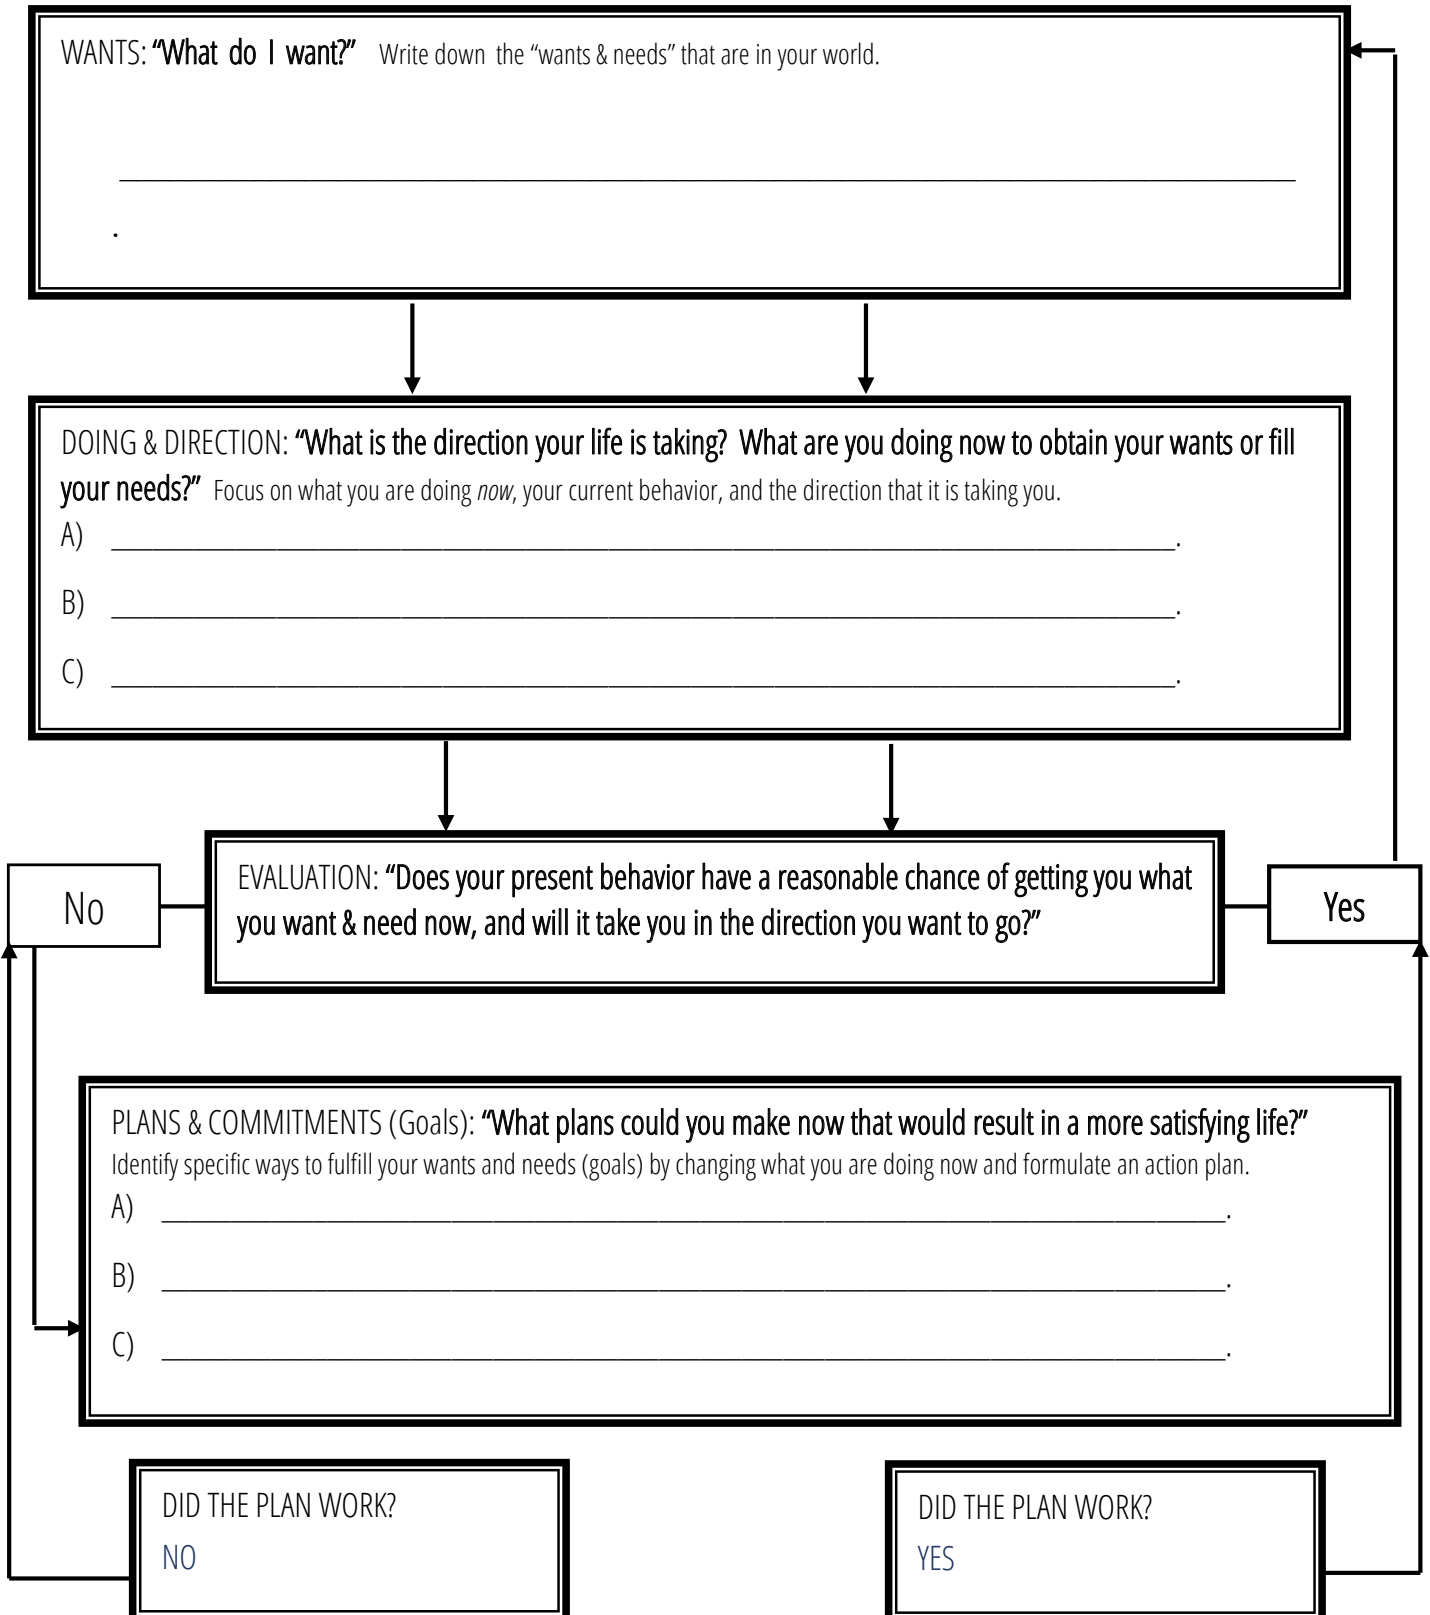 WANTS: “What do I want?” Write down the “wants & needs” that are in your world.
______________________________________________________________________
.
DOING & DIRECTION: “What is the direction your life is taking? What are you doing now to obtain your wants or fill
your needs?” Focus on what you are doing now, your current behavior, and the direction that it is taking you.
A) ______________________________________________________________________.
B) ______________________________________________________________________.
C) ______________________________________________________________________.
No
EVALUATION: “Does your present behavior have a reasonable chance of getting you what
you want & need now, and will it take you in the direction you want to go?”
Yes
PLANS & COMMITMENTS (Goals): “What plans could you make now that would result in a more satisfying life?”
Identify specific ways to fulfill your wants and needs (goals) by changing what you are doing now and formulate an action plan.
A) ______________________________________________________________________.
B) ______________________________________________________________________.
C) ______________________________________________________________________.
DID THE PLAN WORK?
NO
DID THE PLAN WORK?
YES